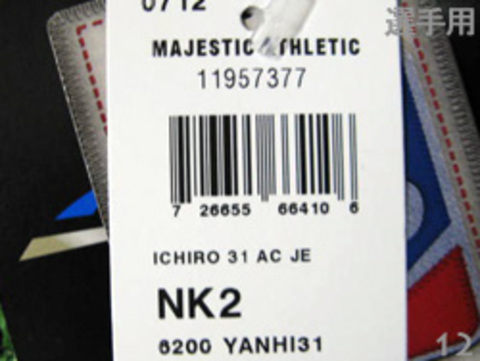 0712
選手用
MAJESTIC ATHLETIC
11957377
7 26655 66410 6
ICHIRO 31 AC JE
NK2
6200 YANHI31
12